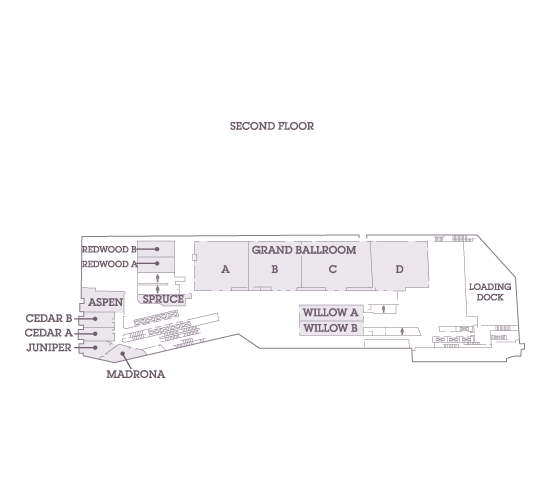 SECOND FLOOR
REDWOOD B
GRAND BALLROOM
REDWOOD A
A
B
C
D
LOADING
DOCK
ASPEN
SPRUCE
WILLOW A
CEDAR B
WILLOW B
CEDAR A
JUNIPER
MADRONA